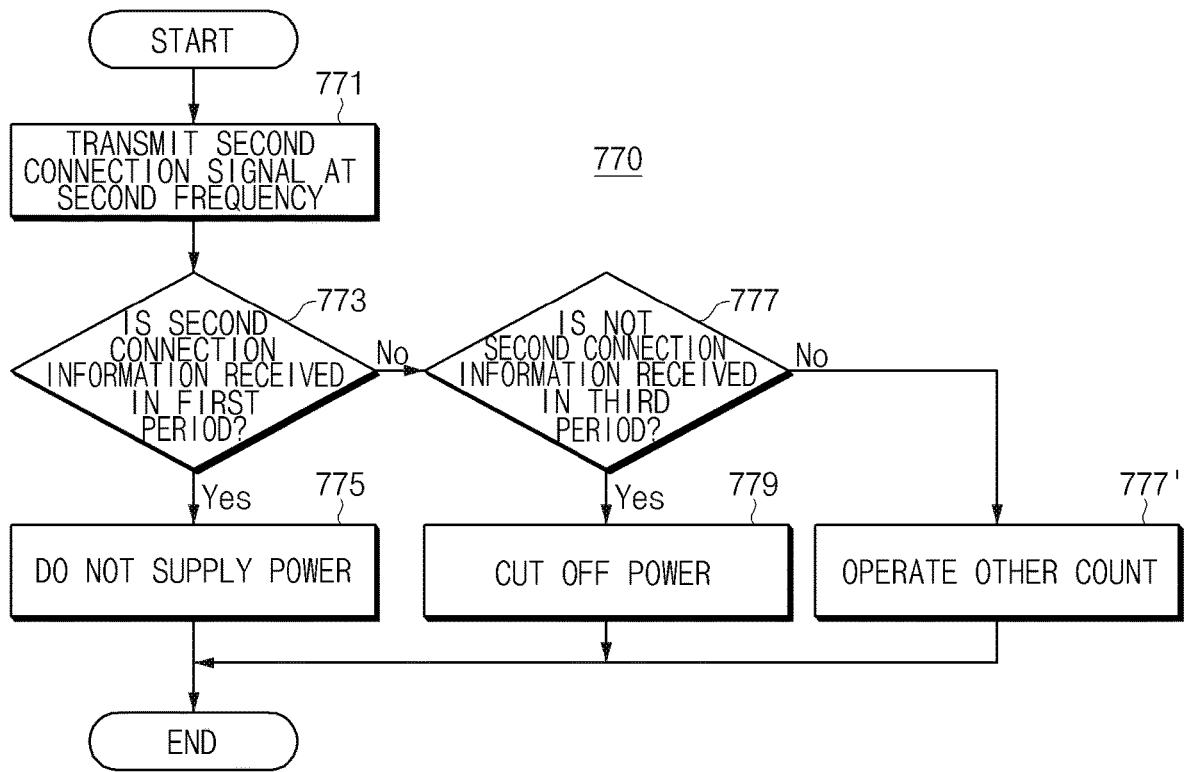 START
771
TRANSMIT SECOND
CONNECTION SIGNAL AT
SECOND FREQUENCY
770
773
IS SECOND
CONNECTION
INFORMATION RECEIVED
IN FIRST
PERIOD?
No
777
IS NOT
SECOND CONNECTION
INFORMATION RECEIVED
IN THIRD
PERIOD?
No
Yes
775
DO NOT SUPPLY POWER
Yes
779
CUT OFF POWER
777'
OPERATE OTHER COUNT
END